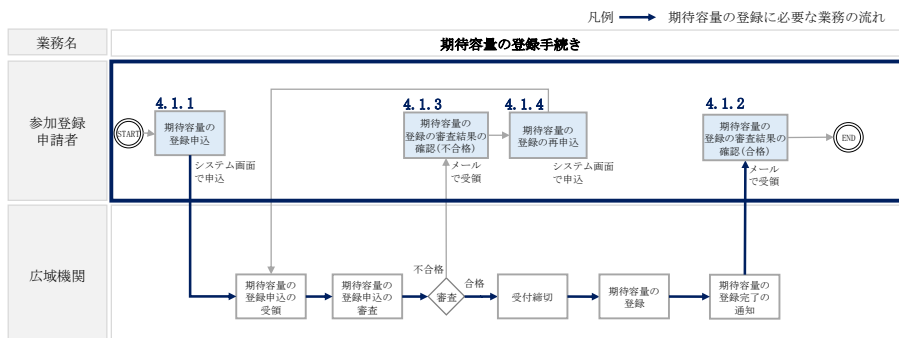 凡例 期待容量の登録に必要な業務の流れ
業務名
期待容量の登録手続き
参加登録
申請者
START
4.1.1
期待容量の
登録申込
システム画面
で申込
4.1.3
期待容量の
登録の審査結果の
確認(不合格)
メール
で受領
4.1.4
期待容量の
登録の再申込
システム画面
で申込
4.1.2
期待容量の
登録の審査結果の
確認(合格)
メール
で受領
END
広域機関
期待容量の
登録申込の
受領
期待容量の
登録申込の
審査
不合格
審査
合格
受付締切
期待容量の
登録
期待容量の
登録完了の
通知